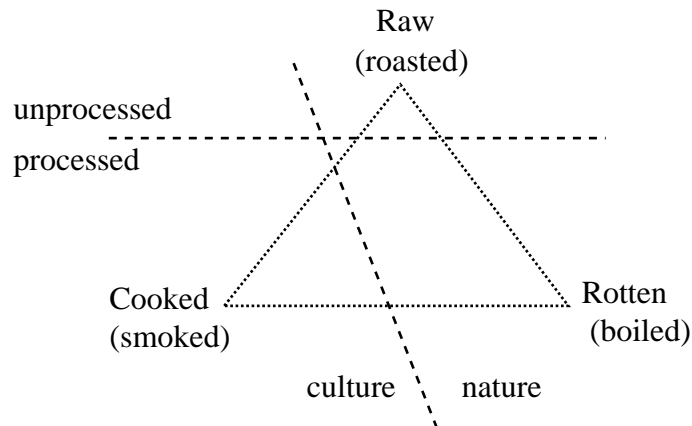 Raw
(roasted)
unprocessed
processed
Cooked
(smoked)
Rotten
(boiled)
culture
nature